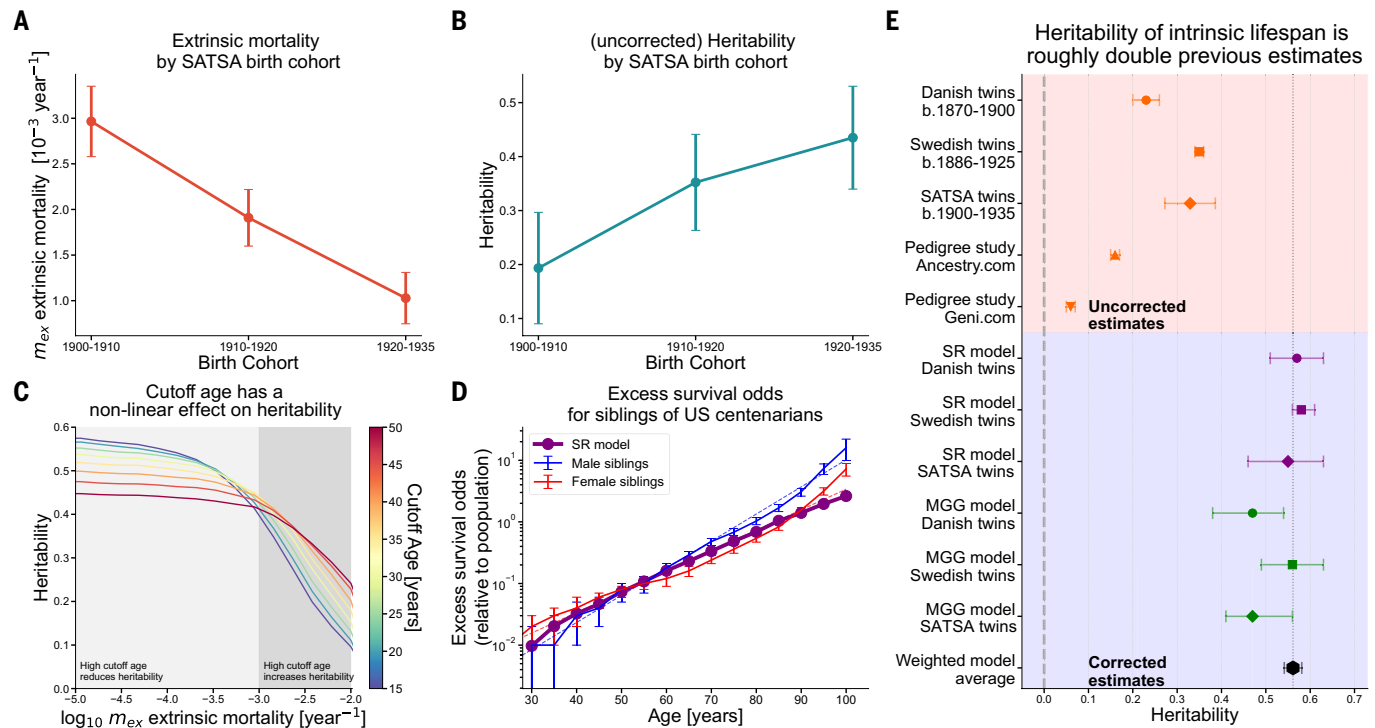 A
Extrinsic mortality
by SATSA birth cohort
m_ex extrinsic mortality [10⁻³ year⁻¹]
3.0
2.5
2.0
1.5
1.0
1900-1910
1910-1920
1920-1935
Birth Cohort
B
(uncorrected) Heritability
by SATSA birth cohort
Heritability
0.5
0.4
0.3
0.2
0.1
1900-1910
1910-1920
1920-1935
Birth Cohort
C
Cutoff age has a
non-linear effect on heritability
Heritability
0.6
0.5
0.4
0.3
0.2
0.1
0.0
High cutoff age
reduces heritability
High cutoff age
increases heritability
−5.0
−4.5
−4.0
−3.5
−3.0
−2.5
−2.0
log₁₀ m_ex extrinsic mortality [year⁻¹]
50
45
40
35
30
25
20
15
Cutoff Age [years]
D
Excess survival odds
for siblings of US centenarians
Excess survival odds
(relative to poopulation)
10¹
10⁰
10⁻¹
10⁻²
SR model
Male siblings
Female siblings
30
40
50
60
70
80
90
100
Age [years]
E
Heritability of intrinsic lifespan is
roughly double previous estimates
Danish twins
b.1870-1900
Swedish twins
b.1886-1925
SATSA twins
b.1900-1935
Pedigree study
Ancestry.com
Pedigree study
Geni.com
Uncorrected
estimates
SR model
Danish twins
SR model
Swedish twins
SR model
SATSA twins
MGG model
Danish twins
MGG model
Swedish twins
MGG model
SATSA twins
Weighted model
average
Corrected
estimates
0.0
0.1
0.2
0.3
0.4
0.5
0.6
0.7
Heritability